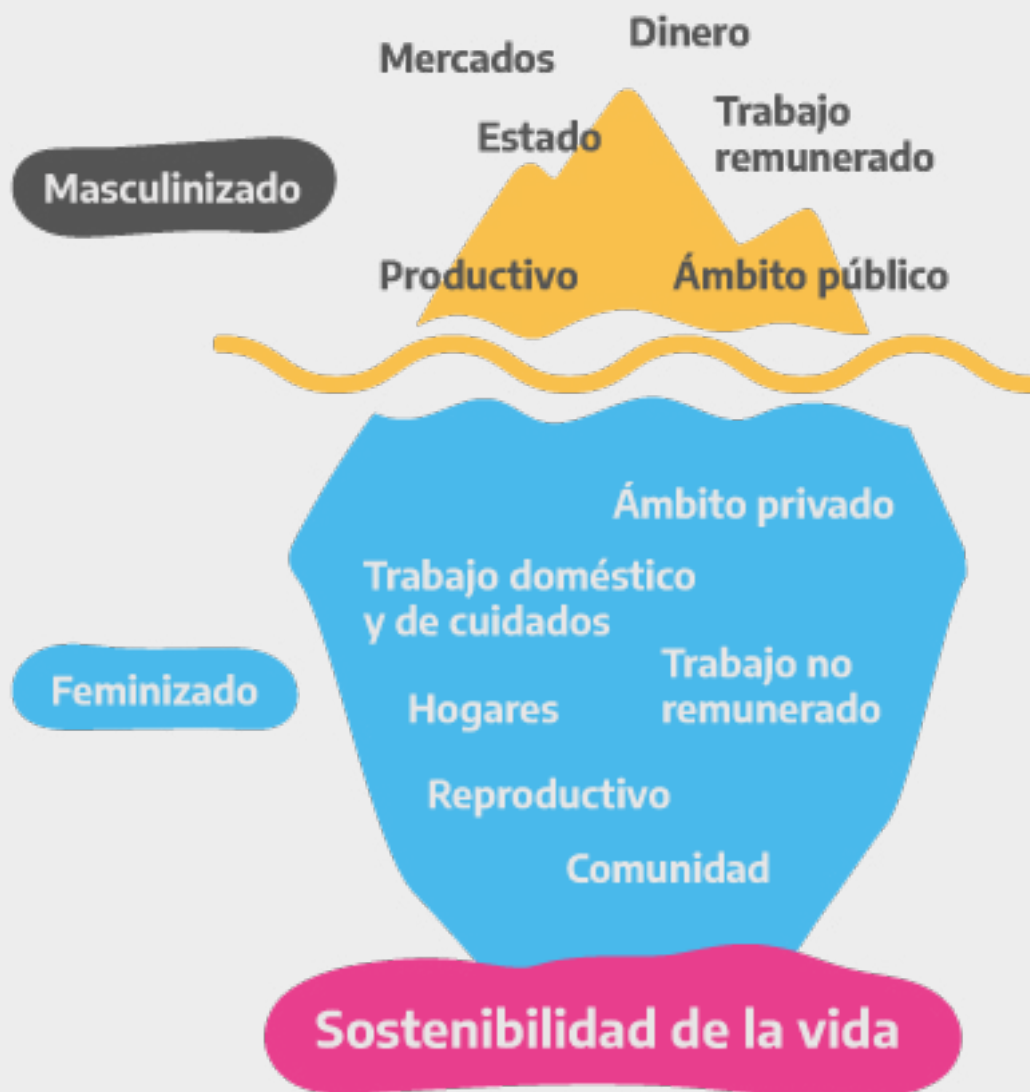 Dinero
Mercados
Trabajo
remunerado
Estado
Masculinizado
Productivo
Ámbito público
Ámbito privado
Trabajo doméstico
y de cuidados
Trabajo no
remunerado
Feminizado
Hogares
Reproductivo
Comunidad
Sostenibilidad de la vida